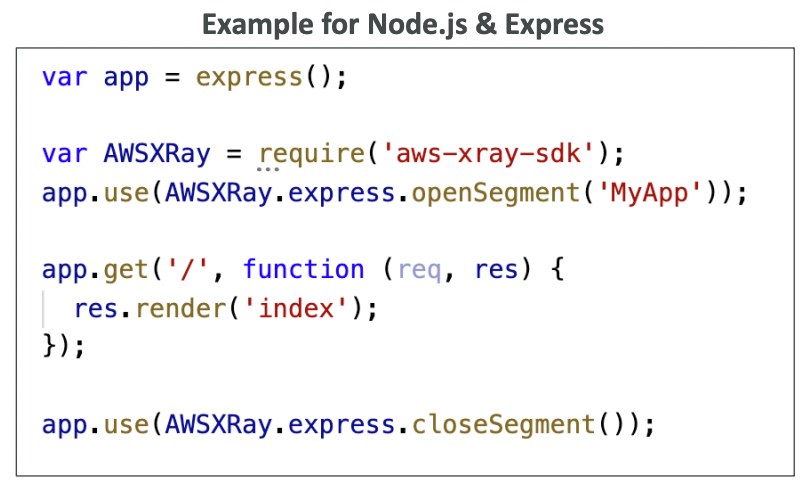 Example for Node.js & Express
var app = express();
var AWSXRay = require('aws-xray-sdk');
app.use(AWSXRay.express.openSegment('MyApp'));
app.get('/', function (req, res) {
  res.render('index');
});
app.use(AWSXRay.express.closeSegment());